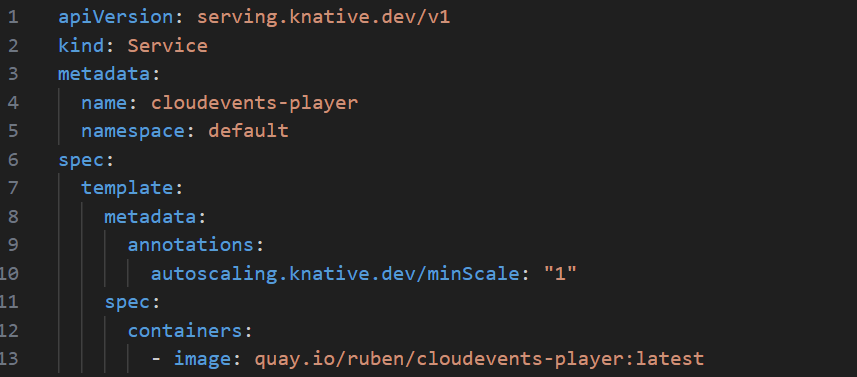 1 apiVersion: serving.knative.dev/v1
2 kind: Service
3 metadata:
4   name: cloudevents-player
5   namespace: default
6 spec:
7   template:
8     metadata:
9       annotations:
10         autoscaling.knative.dev/minScale: "1"
11     spec:
12       containers:
13         - image: quay.io/ruben/cloudevents-player:latest